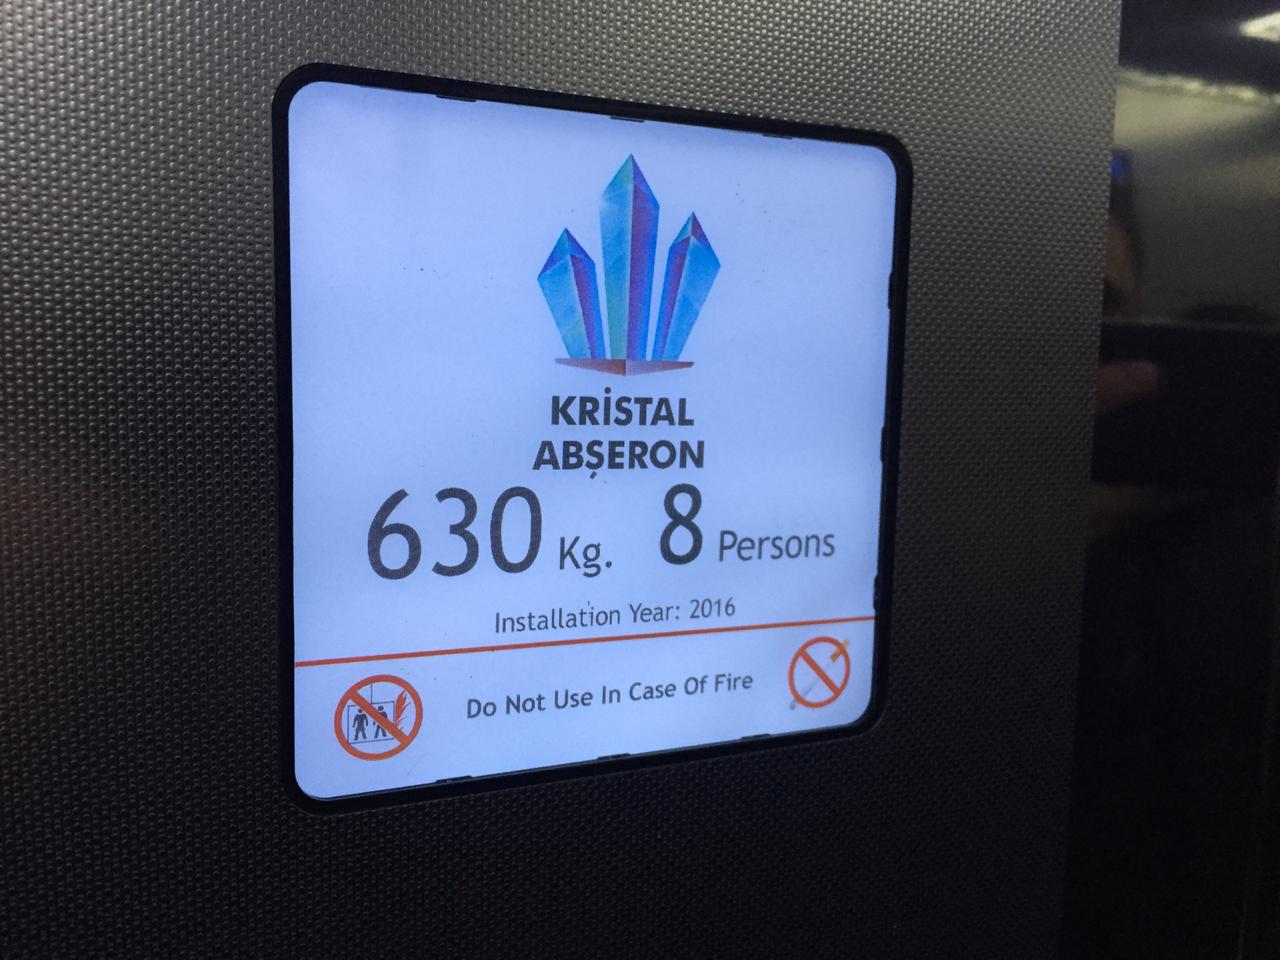 KRİSTAL
ABŞERON
630 Kg. 8 Persons
Installation Year: 2016
Do Not Use In Case Of Fire